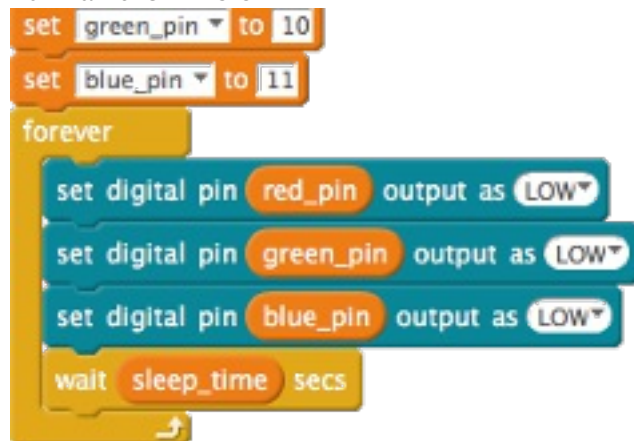 set green_pin to 10
set blue_pin to 11
forever
set digital pin red_pin output as LOW
set digital pin green_pin output as LOW
set digital pin blue_pin output as LOW
wait sleep_time secs